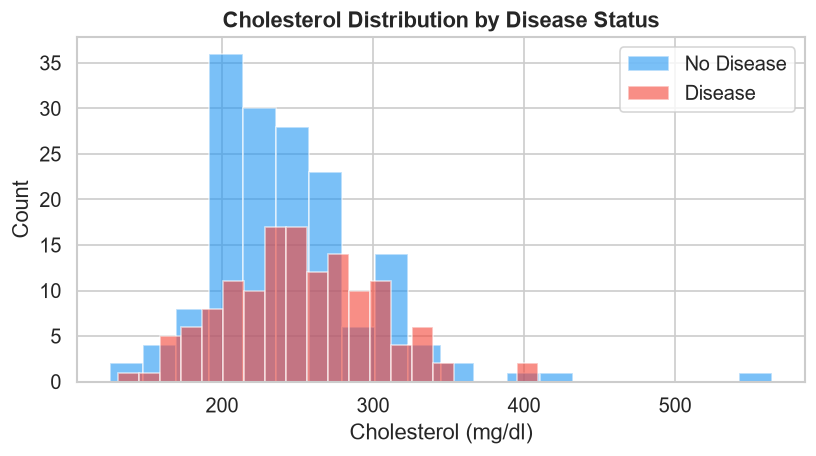 Cholesterol Distribution by Disease Status
No Disease
Disease
Count
35
30
25
20
15
10
5
0
200 300 400 500
Cholesterol (mg/dl)